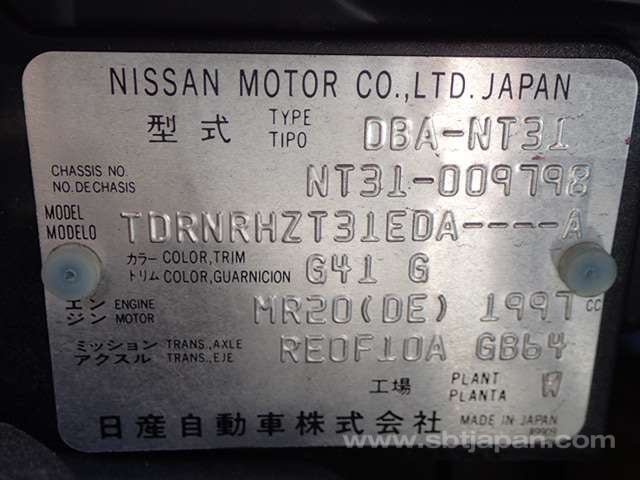 NISSAN MOTOR CO.,LTD. JAPAN
型式 TYPE TIPO DBA-NT31
CHASSIS NO. NO. DE CHASIS NT31-009798
MODEL MODELO TDRNRHZT31EDA----A
カラー トリム COLOR,TRIM COLOR,GUARNICION G41 G
エンジン ENGINE MOTOR MR20(DE) 1997 cc
ミッション アクスル TRANS.,AXLE TRANS.,EJE RE0F10A GB64
工場 PLANT PLANTA
日産自動車株式会社 MADE IN JAPAN
www.sbtjapan.com